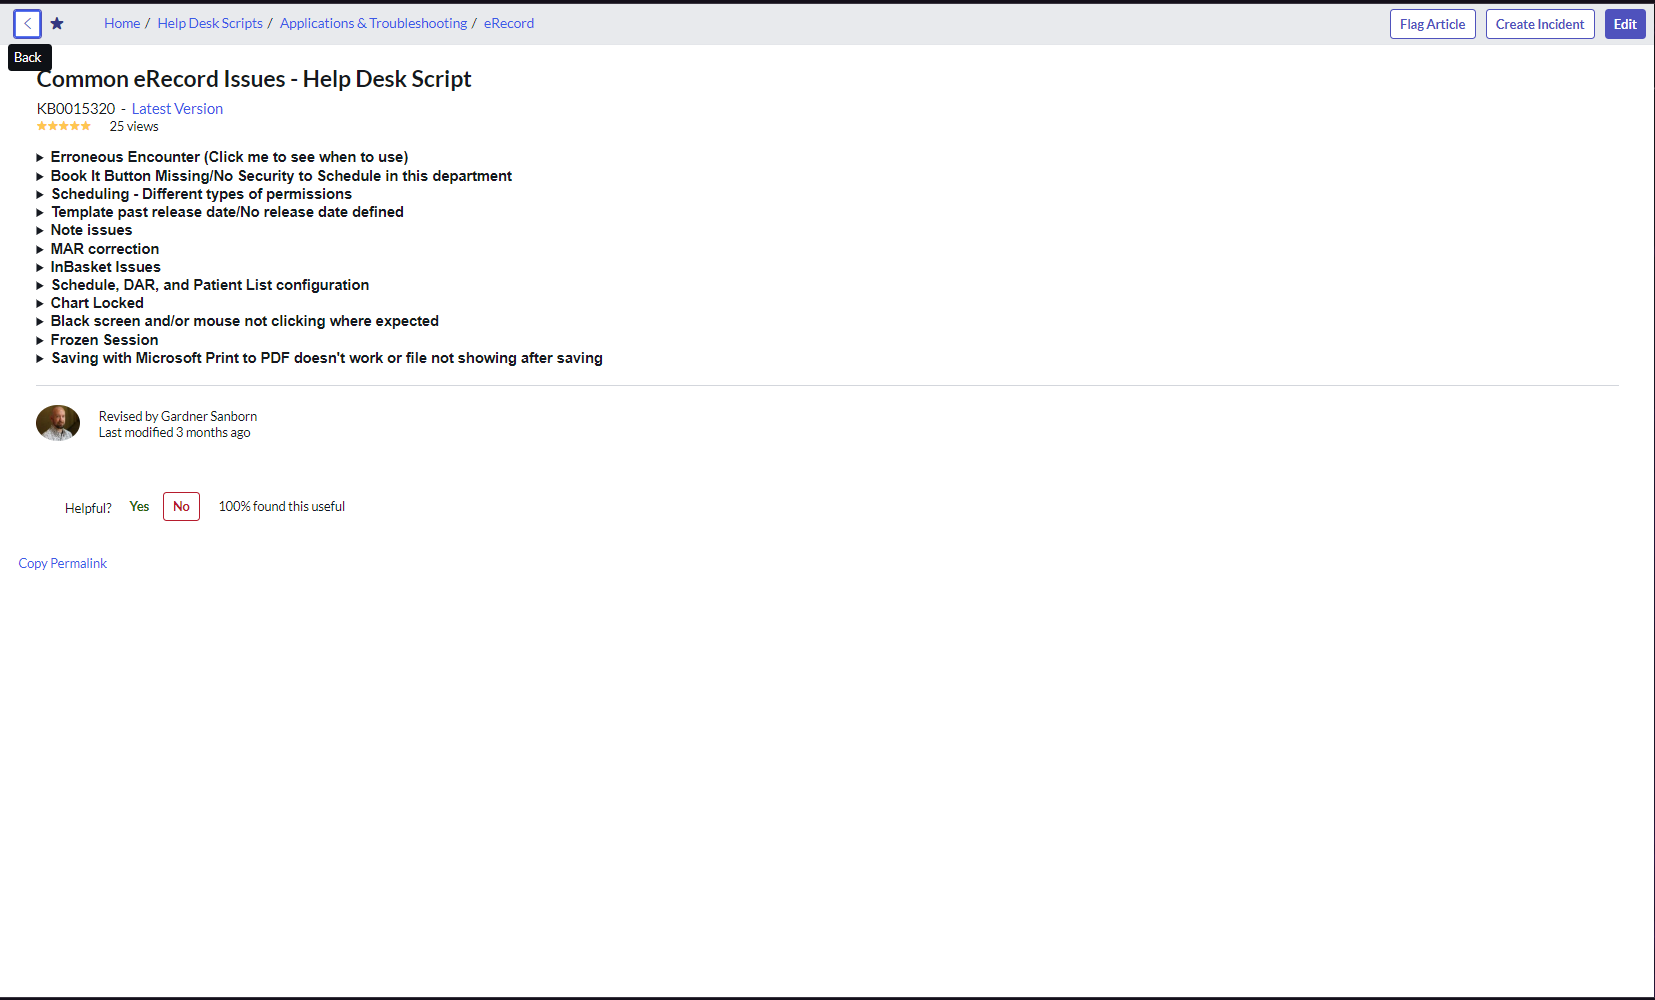 Home / Help Desk Scripts / Applications & Troubleshooting / eRecord
Flag Article
Create Incident
Edit
Back
Common eRecord Issues - Help Desk Script
KB0015320 - Latest Version
25 views
Erroneous Encounter (Click me to see when to use)
Book It Button Missing/No Security to Schedule in this department
Scheduling - Different types of permissions
Template past release date/No release date defined
Note issues
MAR correction
InBasket Issues
Schedule, DAR, and Patient List configuration
Chart Locked
Black screen and/or mouse not clicking where expected
Frozen Session
Saving with Microsoft Print to PDF doesn't work or file not showing after saving
Revised by Gardner Sanborn
Last modified 3 months ago
Helpful? Yes No 100% found this useful
Copy Permalink